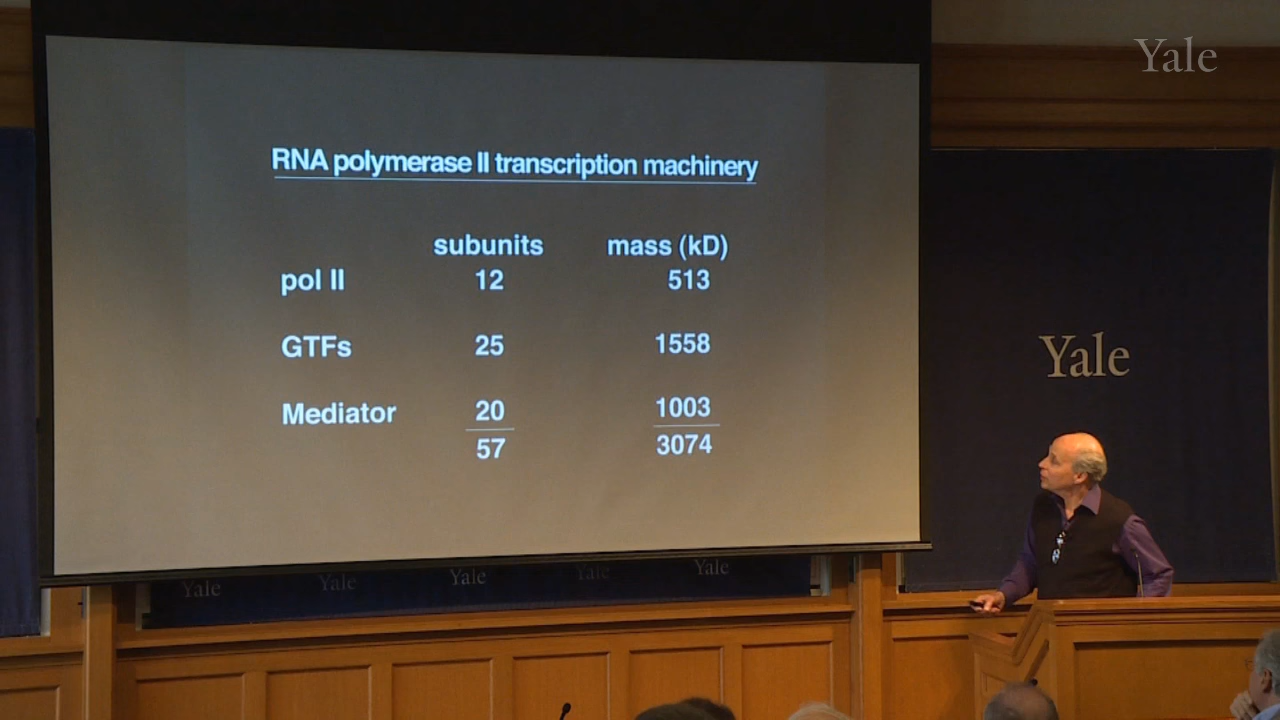 Yale
RNA polymerase II transcription machinery
subunits mass (kD)
pol II 12 513
GTFs 25 1558
Mediator 20 1003
57 3074
Yale
Yale Yale Yale Yale Yale